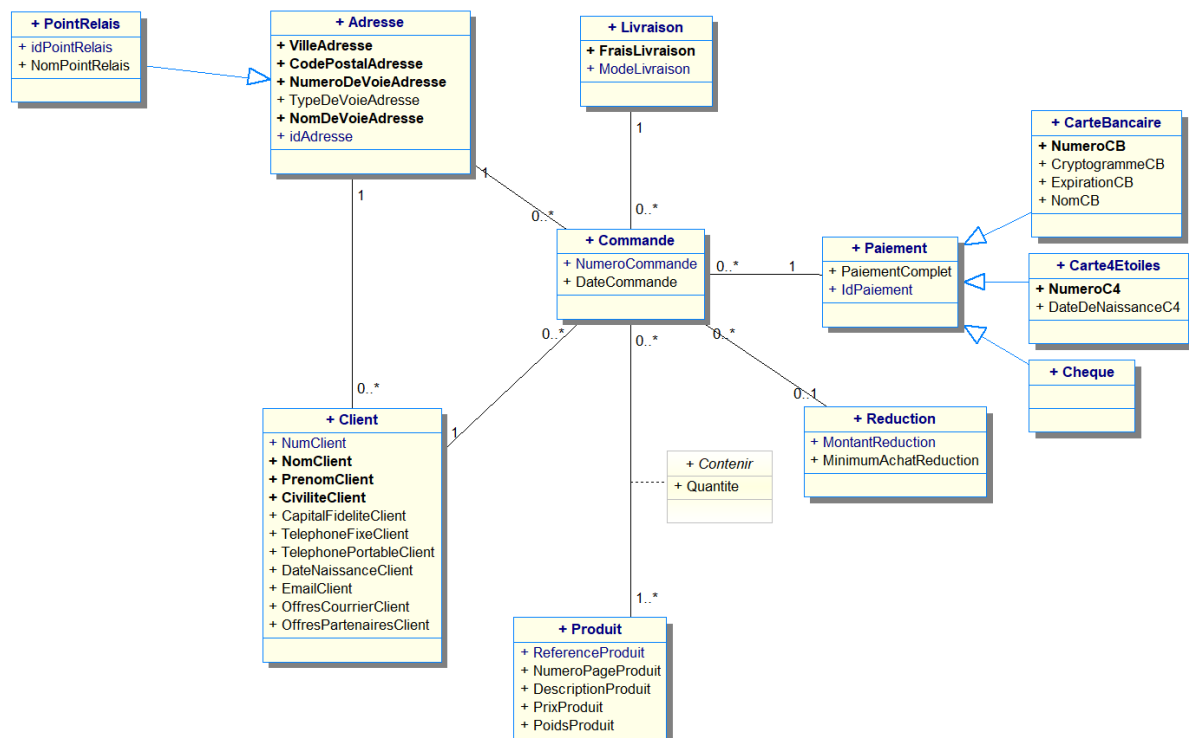 + PointRelais
+ idPointRelais
+ NomPointRelais
+ Adresse
+ VilleAdresse
+ CodePostalAdresse
+ NumeroDeVoieAdresse
+ TypeDeVoieAdresse
+ NomDeVoieAdresse
+ idAdresse
+ Livraison
+ FraisLivraison
+ ModeLivraison
+ CarteBancaire
+ NumeroCB
+ CryptogrammeCB
+ ExpirationCB
+ NomCB
1
1
1
0..*
0..*
+ Commande
+ NumeroCommande
+ DateCommande
0..*
1
+ Paiement
+ PaiementComplet
+ IdPaiement
+ Carte4Etoiles
+ NumeroC4
+ DateDeNaissanceC4
+ Cheque
0..*
0..*
0..*
0..*
0..1
1
+ Client
+ NumClient
+ NomClient
+ PrenomClient
+ CiviliteClient
+ CapitalFideliteClient
+ TelephoneFixeClient
+ TelephonePortableClient
+ DateNaissanceClient
+ EmailClient
+ OffresCourrierClient
+ OffresPartenairesClient
+ Reduction
+ MontantReduction
+ MinimumAchatReduction
+ Contenir
+ Quantite
1..*
+ Produit
+ ReferenceProduit
+ NumeroPageProduit
+ DescriptionProduit
+ PrixProduit
+ PoidsProduit